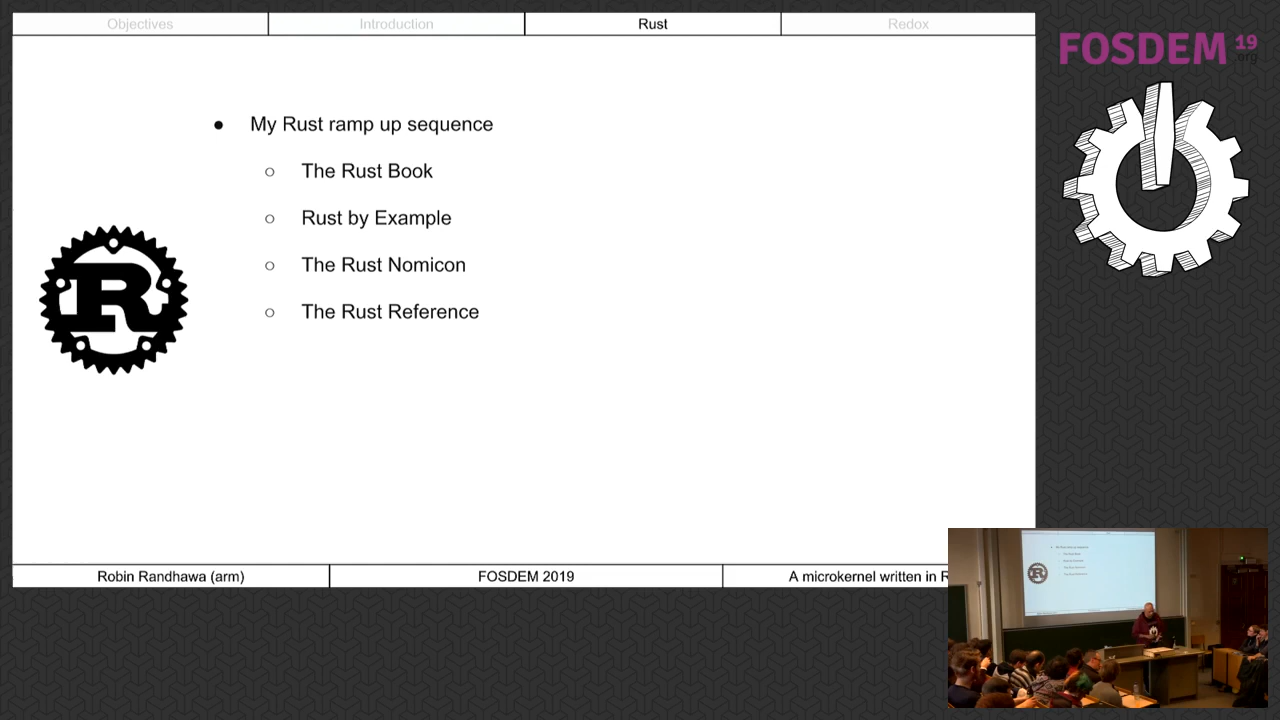 Objectives
Introduction
Rust
Redox
FOSDEM 19
.org
● My Rust ramp up sequence
○ The Rust Book
○ Rust by Example
○ The Rust Nomicon
○ The Rust Reference
R
Robin Randhawa (arm)
FOSDEM 2019
A microkernel written in R